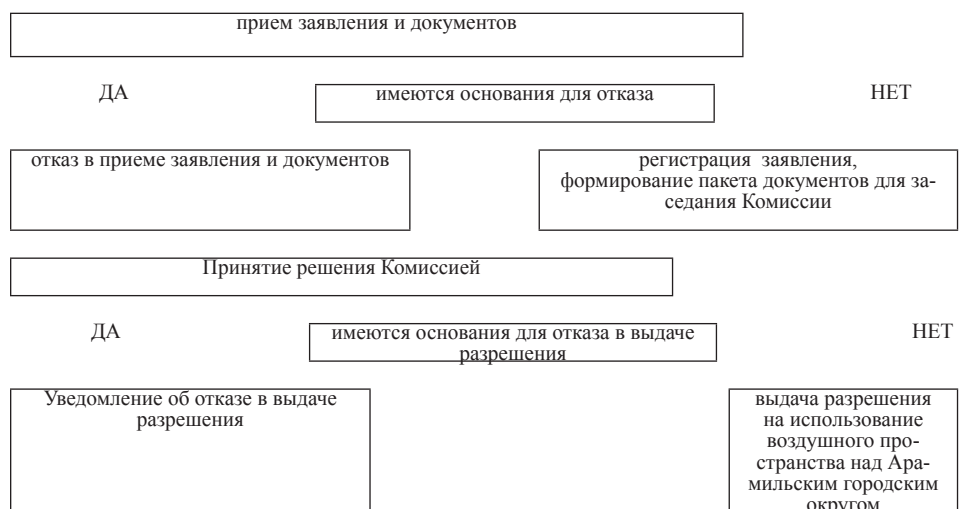 прием заявления и документов
ДА
имеются основания для отказа
НЕТ
отказ в приеме заявления и документов
регистрация заявления,
формирование пакета документов для за-
седания Комиссии
Принятие решения Комиссией
ДА
имеются основания для отказа в выдаче
разрешения
НЕТ
Уведомление об отказе в выдаче
разрешения
выдача разрешения
на использование
воздушного про-
странства над Ара-
мильским городским
округом